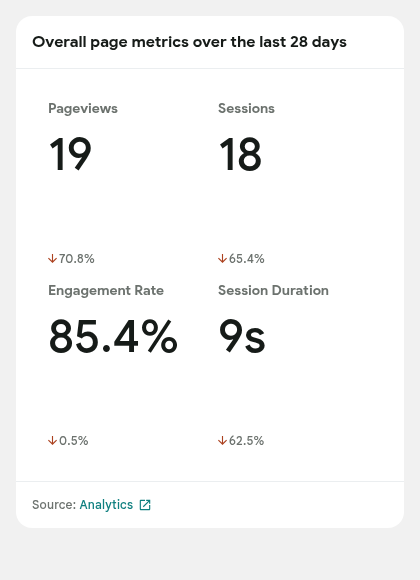 Overall page metrics over the last 28 days
Pageviews
19
↓70.8%
Sessions
18
↓65.4%
Engagement Rate
85.4%
↓0.5%
Session Duration
9s
↓62.5%
Source: Analytics